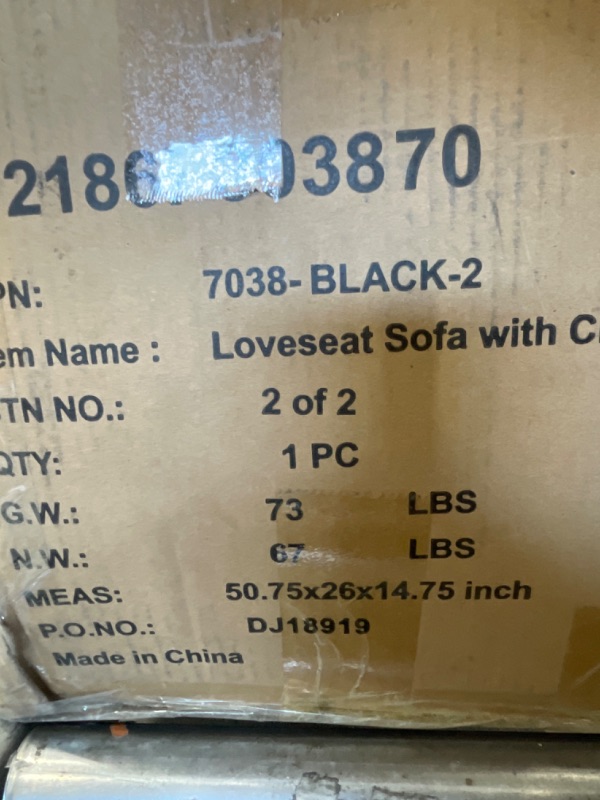 03870
PN: 7038-BLACK-2
em Name : Loveseat Sofa with
TN NO.: 2 of 2
QTY: 1 PC
G.W.: 73 LBS
N.W.: 67 LBS
MEAS: 50.75x26x14.75 inch
P.O.NO.: DJ18919
Made in China